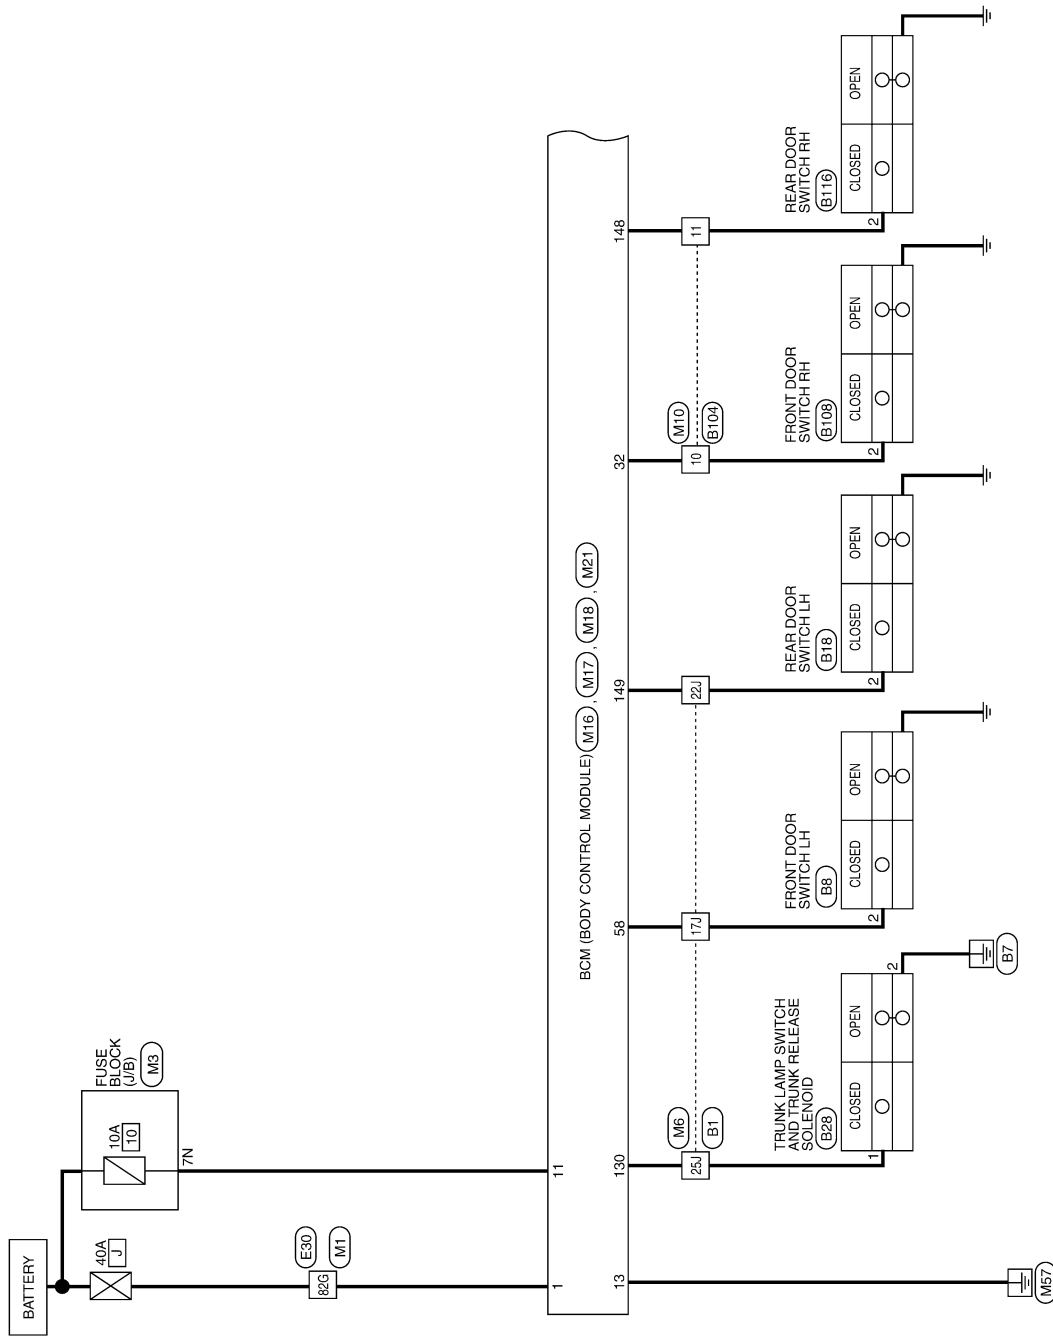 BATTERY
40A
J
E30
82G
M1
1
FUSE
BLOCK
(J/B)
M3
10A
10
7N
11
BCM (BODY CONTROL MODULE) M16 , M17 , M18 , M21
13
M57
130
M6
25J
B1
TRUNK LAMP SWITCH
AND TRUNK RELEASE
SOLENOID
B28
CLOSED
OPEN
1
2
B7
58
17J
FRONT DOOR
SWITCH LH
B8
CLOSED
OPEN
2
149
22J
REAR DOOR
SWITCH LH
B18
CLOSED
OPEN
2
32
M10
10
B104
FRONT DOOR
SWITCH RH
B108
CLOSED
OPEN
2
148
11
REAR DOOR
SWITCH RH
B116
CLOSED
OPEN
2